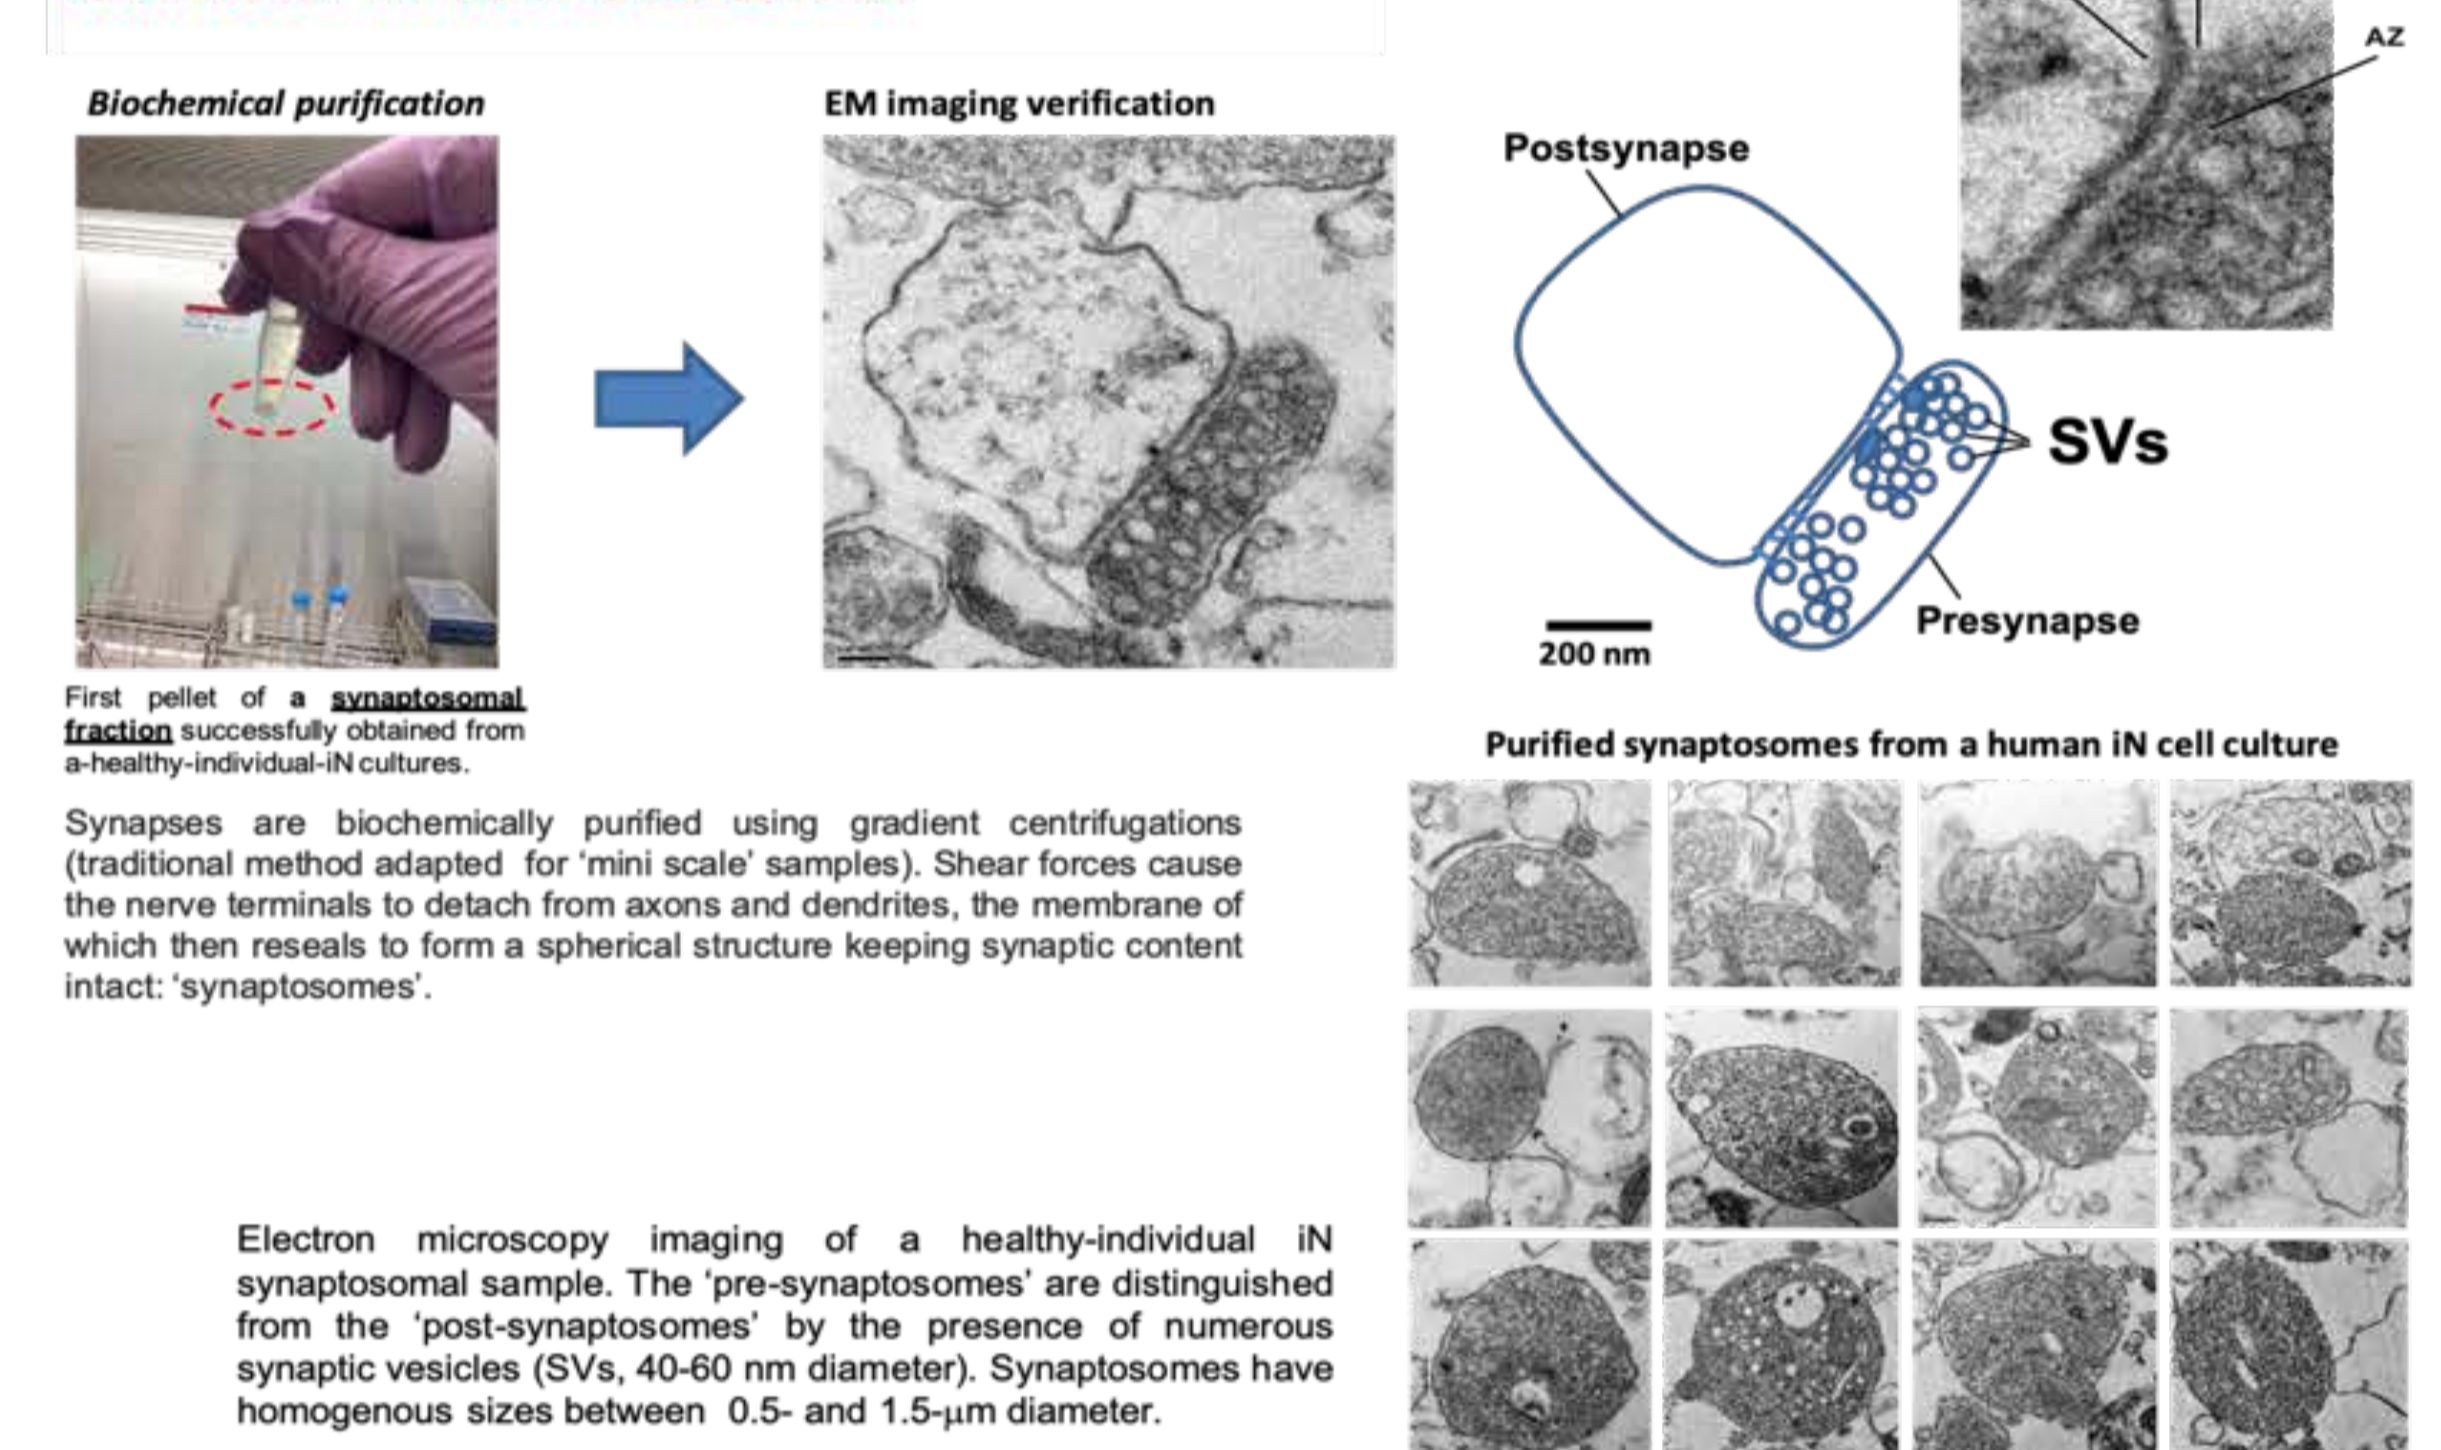 AZ
Biochemical purification
EM imaging verification
Postsynapse
SVs
Presynapse
200 nm
First pellet of a synaptosomal
fraction successfully obtained from
a-healthy-individual-iN cultures.
Purified synaptosomes from a human iN cell culture
Synapses are biochemically purified using gradient centrifugations
(traditional method adapted for ‘mini scale’ samples). Shear forces cause
the nerve terminals to detach from axons and dendrites, the membrane of
which then reseals to form a spherical structure keeping synaptic content
intact: ‘synaptosomes’.
Electron microscopy imaging of a healthy-individual iN
synaptosomal sample. The ‘pre-synaptosomes’ are distinguished
from the ‘post-synaptosomes’ by the presence of numerous
synaptic vesicles (SVs, 40-60 nm diameter). Synaptosomes have
homogenous sizes between 0.5- and 1.5-μm diameter.